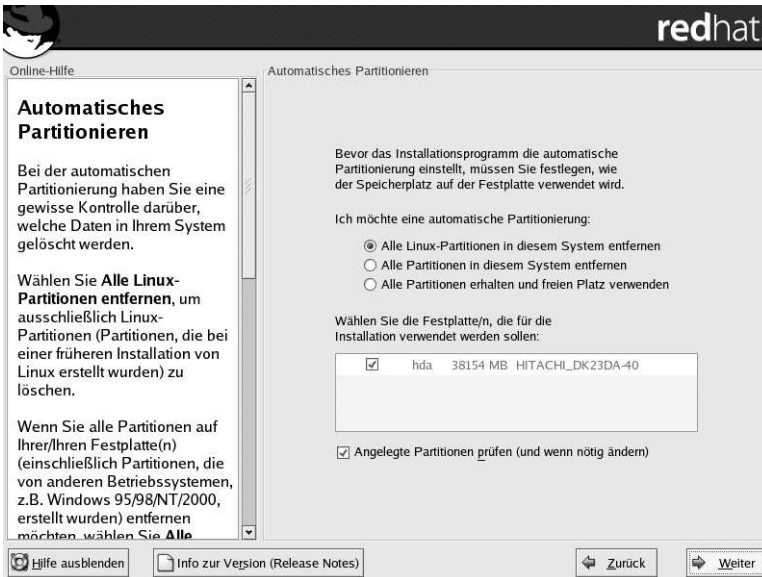 redhat
Online-Hilfe
Automatisches
Partitionieren
Bei der automatischen
Partitionierung haben Sie eine
gewisse Kontrolle darüber,
welche Daten in Ihrem System
gelöscht werden.
Wählen Sie Alle Linux-
Partitionen entfernen, um
ausschließlich Linux-
Partitionen (Partitionen, die bei
einer früheren Installation von
Linux erstellt wurden) zu
löschen.
Wenn Sie alle Partitionen auf
Ihrer/Ihren Festplatte(n)
(einschließlich Partitionen, die
von anderen Betriebssystemen,
z.B. Windows 95/98/NT/2000,
erstellt wurden) entfernen
möchten, wählen Sie Alle
Automatisches Partitionieren
Bevor das Installationsprogramm die automatische
Partitionierung einstellt, müssen Sie festlegen, wie
der Speicherplatz auf der Festplatte verwendet wird.
Ich möchte eine automatische Partitionierung:
Alle Linux-Partitionen in diesem System entfernen
Alle Partitionen in diesem System entfernen
Alle Partitionen erhalten und freien Platz verwenden
Wählen Sie die Festplatte/n, die für die
Installation verwendet werden sollen:
hda 38154 MB HITACHI_DK23DA-40
Angelegte Partitionen prüfen (und wenn nötig ändern)
Hilfe ausblenden
Info zur Version (Release Notes)
Zurück
Weiter